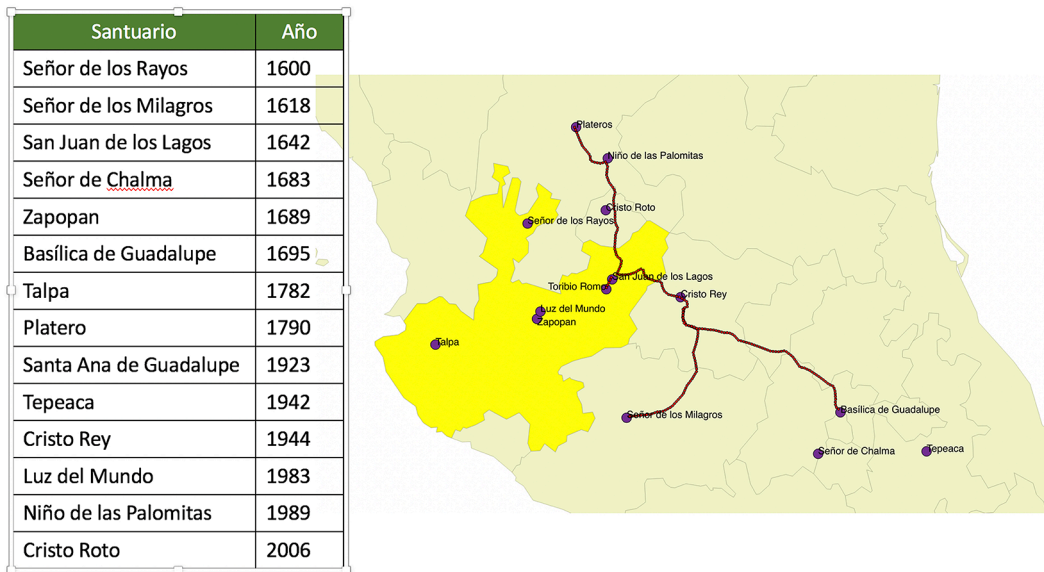 Santuario Año
Señor de los Rayos 1600
Señor de los Milagros 1618
San Juan de los Lagos 1642
Señor de Chalma 1683
Zapopan 1689
Basílica de Guadalupe 1695
Talpa 1782
Platero 1790
Santa Ana de Guadalupe 1923
Tepeaca 1942
Cristo Rey 1944
Luz del Mundo 1983
Niño de las Palomitas 1989
Cristo Roto 2006
Plateros
Niño de las Palomitas
Cristo Roto
Señor de los Rayos
San Juan de los Lagos
Toribio Romo
Cristo Rey
Luz del Mundo
Zapopan
Talpa
Señor de los Milagros
Basílica de Guadalupe
Señor de Chalma
Tepeaca